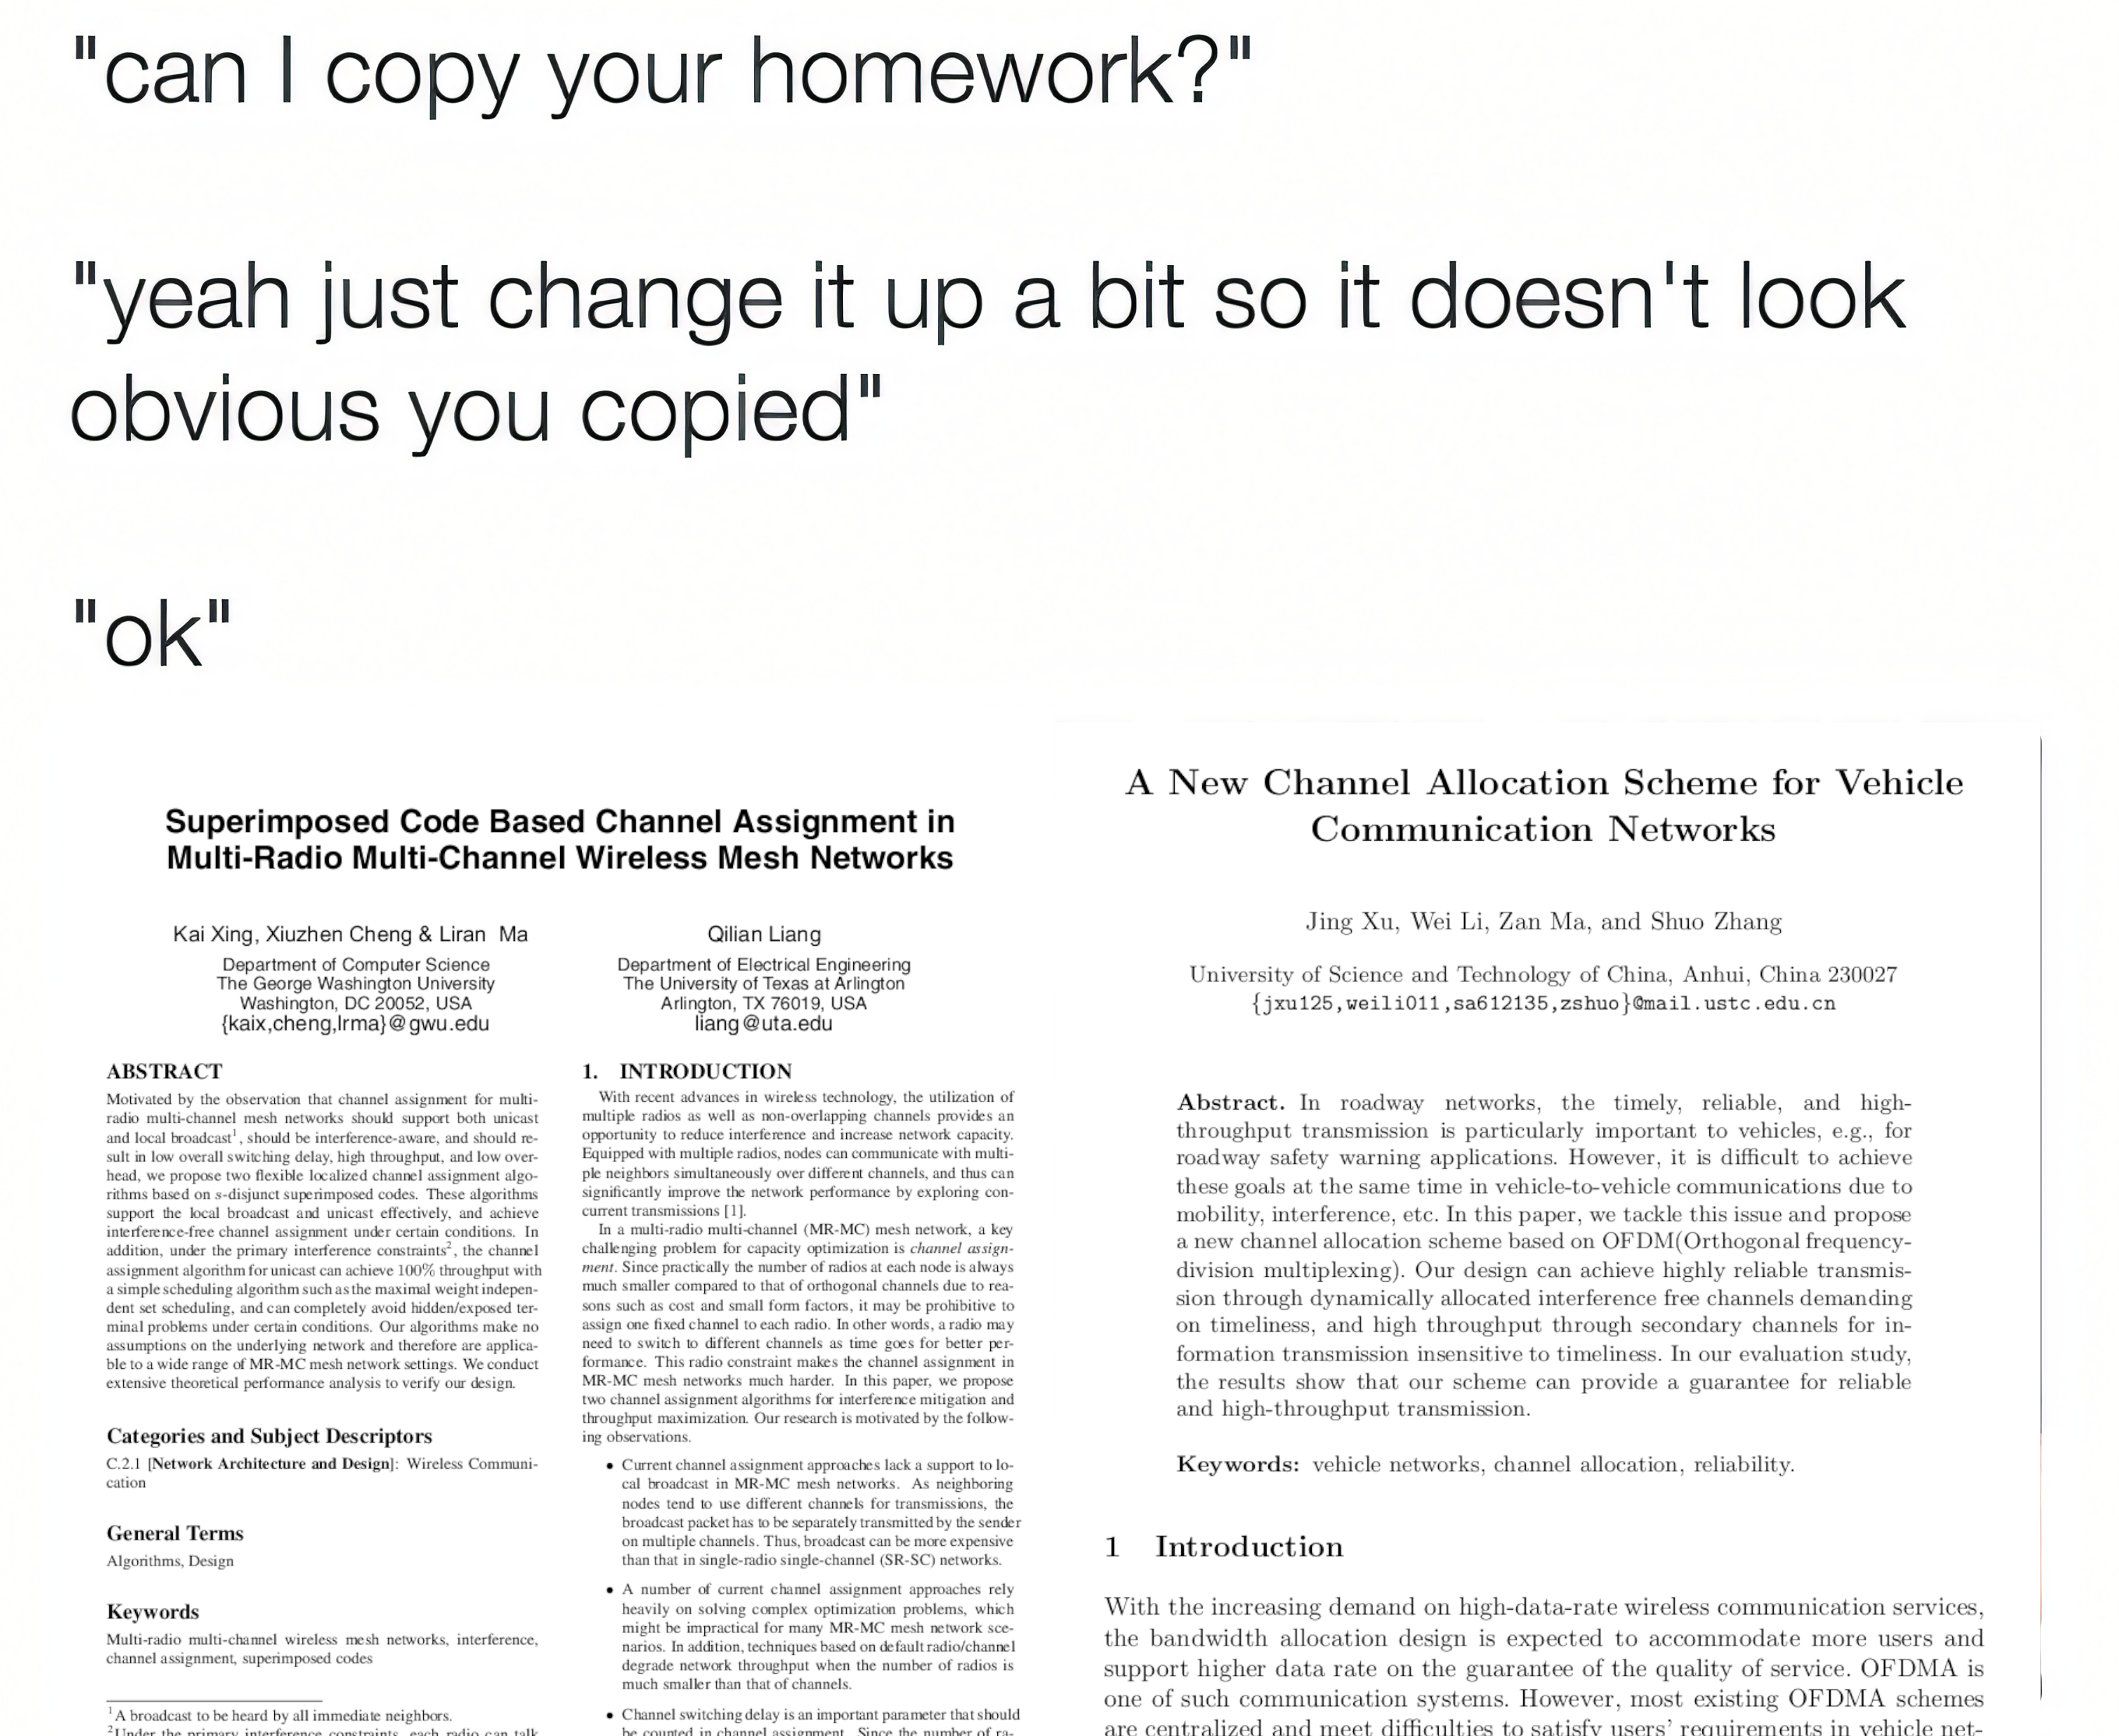 "can I copy your homework?"
"yeah just change it up a bit so it doesn't look
obvious you copied"
"ok"
Superimposed Code Based Channel Assignment in
Multi-Radio Multi-Channel Wireless Mesh Networks
Kai Xing, Xiuzhen Cheng & Liran Ma
Department of Computer Science
The George Washington University
Washington, DC 20052, USA
{kaix,cheng,lrma}@gwu.edu
Qilian Liang
Department of Electrical Engineering
The University of Texas at Arlington
Arlington, TX 76019, USA
liang@uta.edu
ABSTRACT
Motivated by the observation that channel assignment for multi-
radio multi-channel mesh networks should support both unicast
and local broadcast1, should be interference-aware, and should re-
sult in low overall switching delay, high throughput, and low over-
head, we propose two flexible localized channel assignment algo-
rithms based on s-disjunct superimposed codes. These algorithms
support the local broadcast and unicast effectively, and achieve
interference-free channel assignment under certain conditions. In
addition, under the primary interference constraints2, the channel
assignment algorithm for unicast can achieve 100% throughput with
a simple scheduling algorithm such as the maximal weight indepen-
dent set scheduling, and can completely avoid hidden/exposed ter-
minal problems under certain conditions. Our algorithms make no
assumptions on the underlying network and therefore are applica-
ble to a wide range of MR-MC mesh network settings. We conduct
extensive theoretical performance analysis to verify our design.
Categories and Subject Descriptors
C.2.1 [Network Architecture and Design]: Wireless Communi-
cation
General Terms
Algorithms, Design
Keywords
Multi-radio multi-channel wireless mesh networks, interference,
channel assignment, superimposed codes
1A broadcast to be heard by all immediate neighbors.
2Under the primary interference constraints, each radio can talk
1. INTRODUCTION
With recent advances in wireless technology, the utilization of
multiple radios as well as non-overlapping channels provides an
opportunity to reduce interference and increase network capacity.
Equipped with multiple radios, nodes can communicate with multi-
ple neighbors simultaneously over different channels, and thus can
significantly improve the network performance by exploring con-
current transmissions [1].
In a multi-radio multi-channel (MR-MC) mesh network, a key
challenging problem for capacity optimization is channel assign-
ment. Since practically the number of radios at each node is always
much smaller compared to that of orthogonal channels due to rea-
sons such as cost and small form factors, it may be prohibitive to
assign one fixed channel to each radio. In other words, a radio may
need to switch to different channels as time goes for better per-
formance. This radio constraint makes the channel assignment in
MR-MC mesh networks much harder. In this paper, we propose
two channel assignment algorithms for interference mitigation and
throughput maximization. Our research is motivated by the follow-
ing observations.
• Current channel assignment approaches lack a support to lo-
cal broadcast in MR-MC mesh networks. As neighboring
nodes tend to use different channels for transmissions, the
broadcast packet has to be separately transmitted by the sender
on multiple channels. Thus, broadcast can be more expensive
than that in single-radio single-channel (SR-SC) networks.
• A number of current channel assignment approaches rely
heavily on solving complex optimization problems, which
might be impractical for many MR-MC mesh network sce-
narios. In addition, techniques based on default radio/channel
degrade network throughput when the number of radios is
much smaller than that of channels.
• Channel switching delay is an important parameter that should
be counted in channel assignment. Since the number of ra-
A New Channel Allocation Scheme for Vehicle
Communication Networks
Jing Xu, Wei Li, Zan Ma, and Shuo Zhang
University of Science and Technology of China, Anhui, China 230027
{jxu125,weili011,sa612135,zshuo}@mail.ustc.edu.cn
Abstract. In roadway networks, the timely, reliable, and high-
throughput transmission is particularly important to vehicles, e.g., for
roadway safety warning applications. However, it is difficult to achieve
these goals at the same time in vehicle-to-vehicle communications due to
mobility, interference, etc. In this paper, we tackle this issue and propose
a new channel allocation scheme based on OFDM(Orthogonal frequency-
division multiplexing). Our design can achieve highly reliable transmis-
sion through dynamically allocated interference free channels demanding
on timeliness, and high throughput through secondary channels for in-
formation transmission insensitive to timeliness. In our evaluation study,
the results show that our scheme can provide a guarantee for reliable
and high-throughput transmission.
Keywords: vehicle networks, channel allocation, reliability.
1 Introduction
With the increasing demand on high-data-rate wireless communication services,
the bandwidth allocation design is expected to accommodate more users and
support higher data rate on the guarantee of the quality of service. OFDMA is
one of such communication systems. However, most existing OFDMA schemes
are centralized and meet difficulties to satisfy users' requirements in vehicle net-